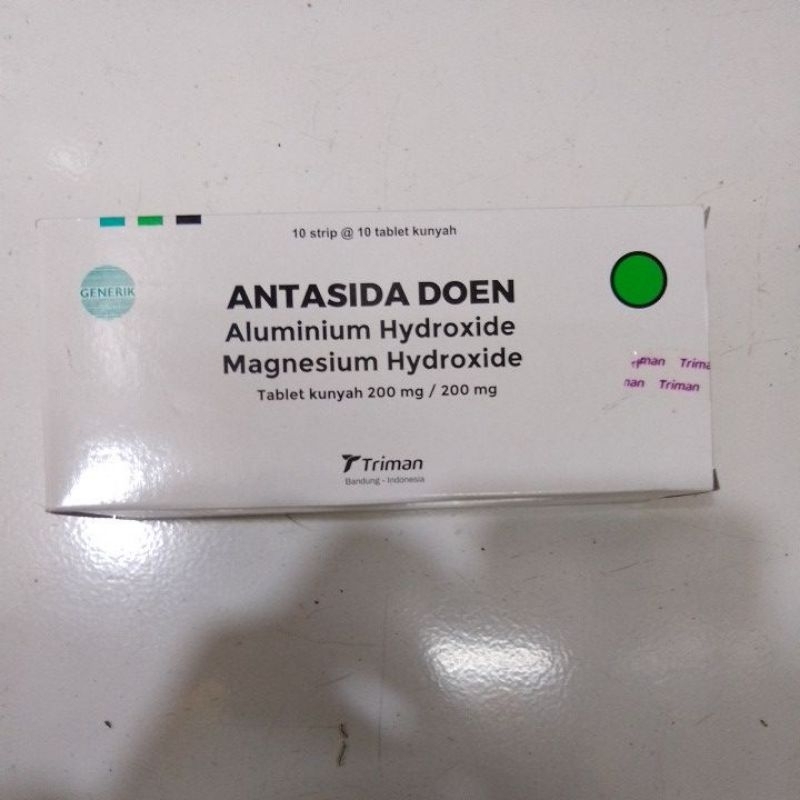 10 strip @ 10 tablet kunyah
GENERIK
ANTASIDA DOEN
Aluminium Hydroxide
Magnesium Hydroxide
Tablet kunyah 200 mg / 200 mg
Triman
Triman
Triman
Bandung - Indonesia